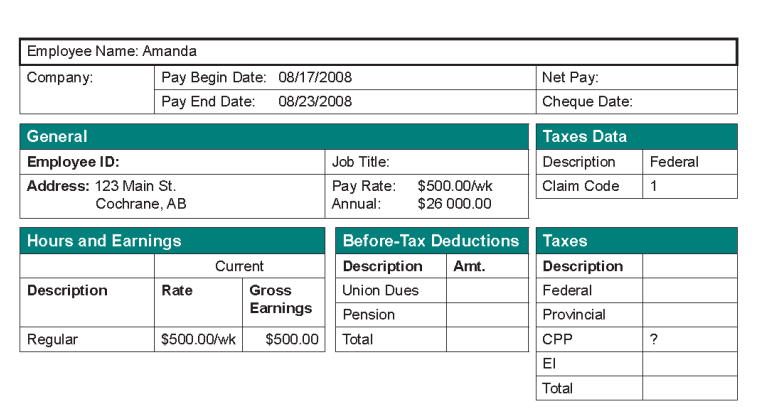 Employee Name: Amanda
Company:
Pay Begin Date: 08/17/2008
Net Pay:
Pay End Date: 08/23/2008
Cheque Date:
General
Employee ID:
Job Title:
Address: 123 Main St.
Cochrane, AB
Pay Rate: $500.00/wk
Annual: $26 000.00
Taxes Data
Description Federal
Claim Code 1
Hours and Earnings
Current
Description Rate Gross
Earnings
Regular $500.00/wk $500.00
Before-Tax Deductions
Description Amt.
Union Dues
Pension
Total
Taxes
Description
Federal
Provincial
CPP ?
EI
Total